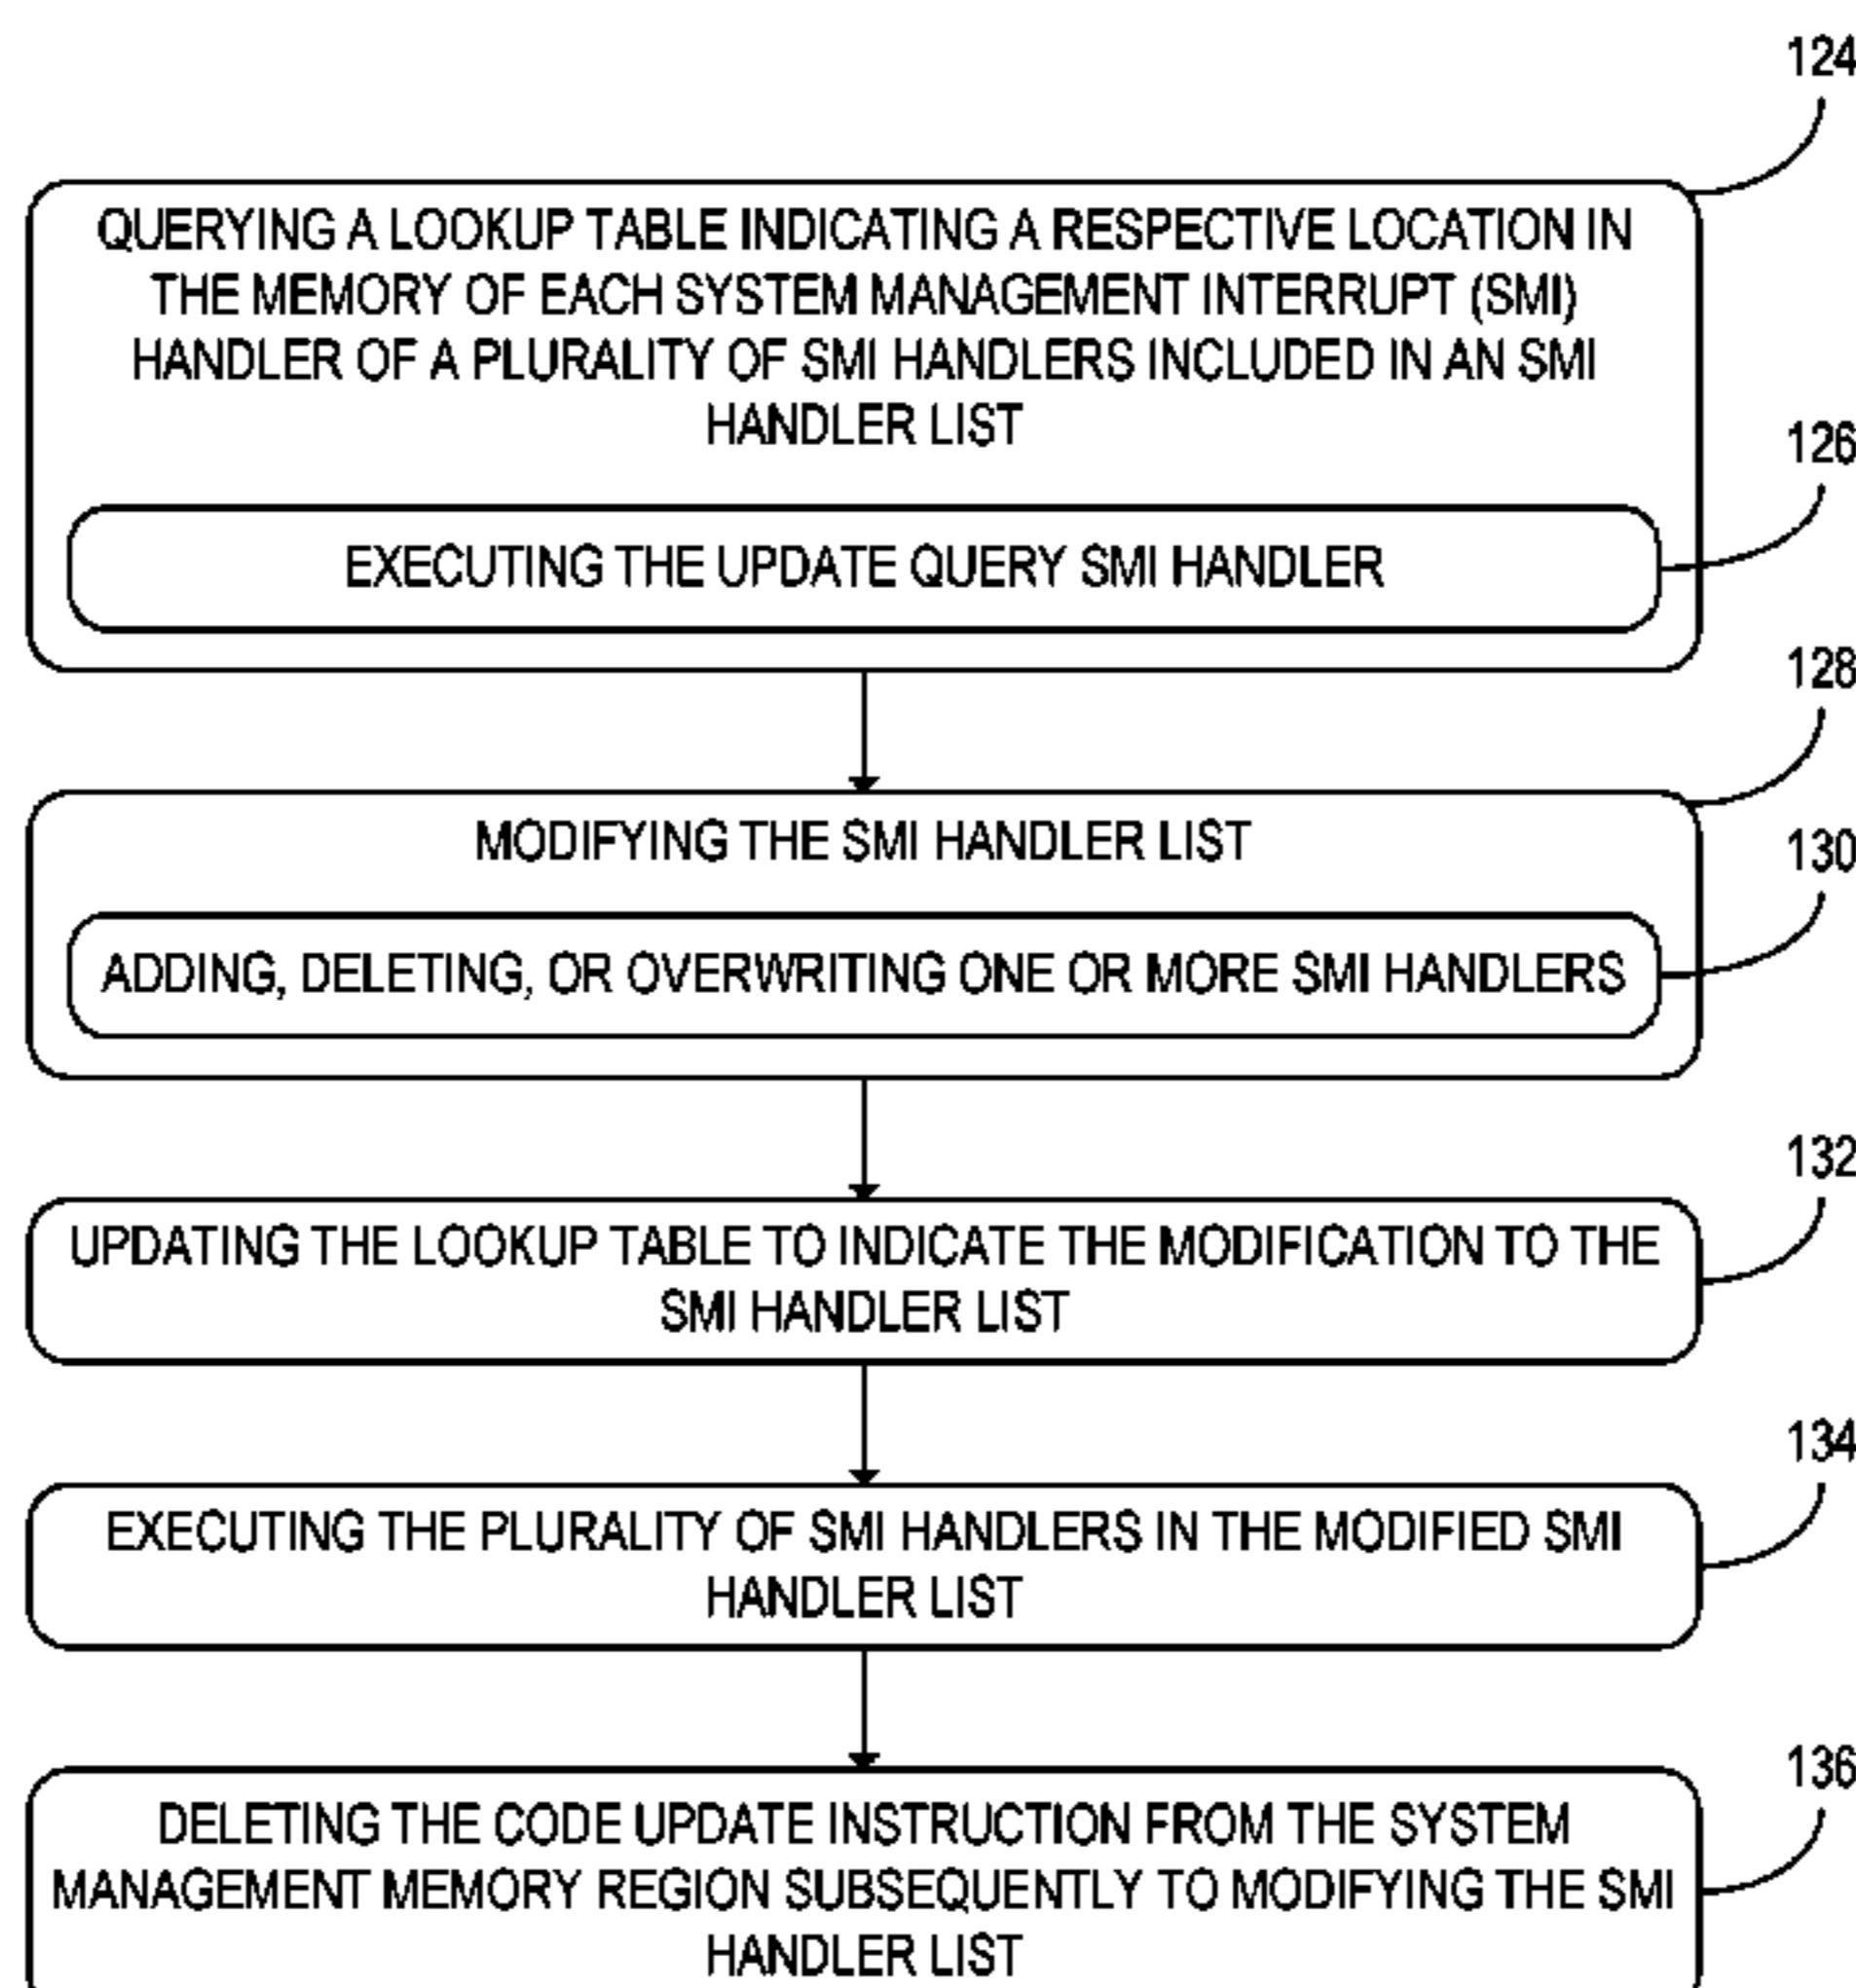 124
QUERYING A LOOKUP TABLE INDICATING A RESPECTIVE LOCATION IN
THE MEMORY OF EACH SYSTEM MANAGEMENT INTERRUPT (SMI)
HANDLER OF A PLURALITY OF SMI HANDLERS INCLUDED IN AN SMI
HANDLER LIST
126
EXECUTING THE UPDATE QUERY SMI HANDLER
128
MODIFYING THE SMI HANDLER LIST
130
ADDING, DELETING, OR OVERWRITING ONE OR MORE SMI HANDLERS
132
UPDATING THE LOOKUP TABLE TO INDICATE THE MODIFICATION TO THE
SMI HANDLER LIST
134
EXECUTING THE PLURALITY OF SMI HANDLERS IN THE MODIFIED SMI
HANDLER LIST
136
DELETING THE CODE UPDATE INSTRUCTION FROM THE SYSTEM
MANAGEMENT MEMORY REGION SUBSEQUENTLY TO MODIFYING THE SMI
HANDLER LIST